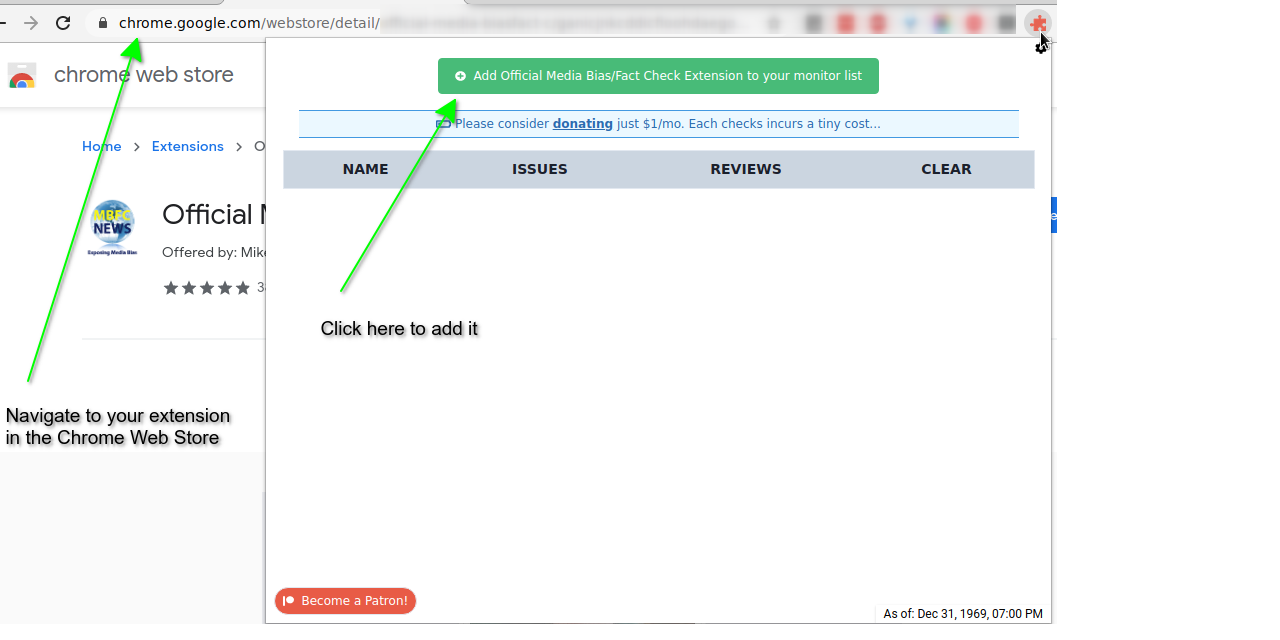 chrome.google.com/webstore/detail/
chrome web store
Add Official Media Bias/Fact Check Extension to your monitor list
Please consider donating just $1/mo. Each checks incurs a tiny cost...
Home > Extensions > O
NAME ISSUES REVIEWS CLEAR
MBFC
NEWS
Exposing Media Bias
Official M
Offered by: Mike
3
e
Click here to add it
Navigate to your extension
in the Chrome Web Store
Become a Patron!
As of: Dec 31, 1969, 07:00 PM